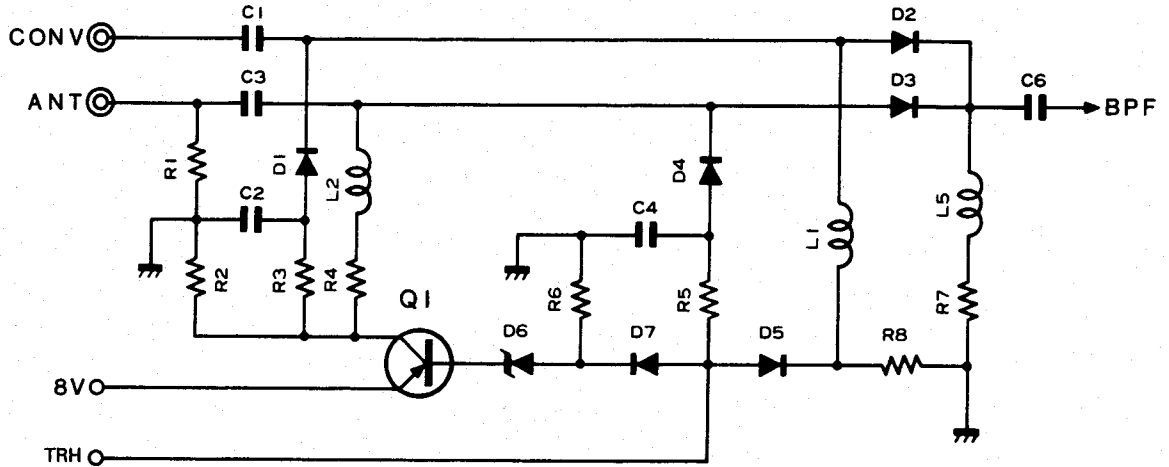 CONV
C1
D2
ANT
C3
D3
C6
BPF
R1
D1
L2
D4
C2
C4
L1
L5
R2
R3
R4
R6
R5
R7
Q1
D6
D7
D5
R8
8V
TRH